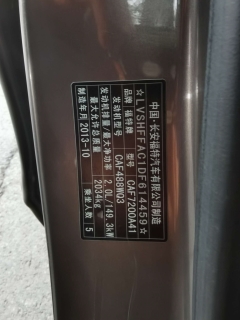 中国·长安福特汽车有限公司制造
☆LVSHFFAC1DF614459☆
品牌 福特牌 型号 CAF7200A41
发动机型号 CAF488WQ3
发动机排量/最大净功率 2.0L/149.3kW
最大允许总质量 2034kg
制造年月 2013-10 乘坐人数 5